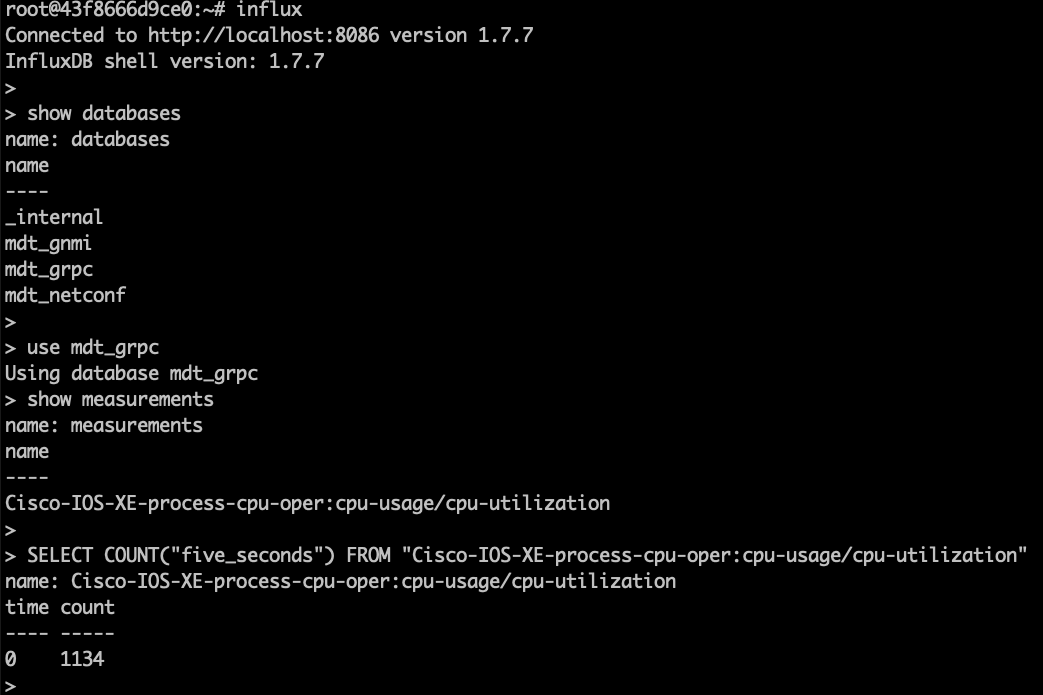 root@43f8666d9ce0:~# influx
Connected to http://localhost:8086 version 1.7.7
InfluxDB shell version: 1.7.7
>
> show databases
name: databases
name
----
_internal
mdt_gnmi
mdt_grpc
mdt_netconf
>
> use mdt_grpc
Using database mdt_grpc
> show measurements
name: measurements
name
----
Cisco-IOS-XE-process-cpu-oper:cpu-usage/cpu-utilization
>
> SELECT COUNT("five_seconds") FROM "Cisco-IOS-XE-process-cpu-oper:cpu-usage/cpu-utilization"
name: Cisco-IOS-XE-process-cpu-oper:cpu-usage/cpu-utilization
time count
---- -----
0    1134
>